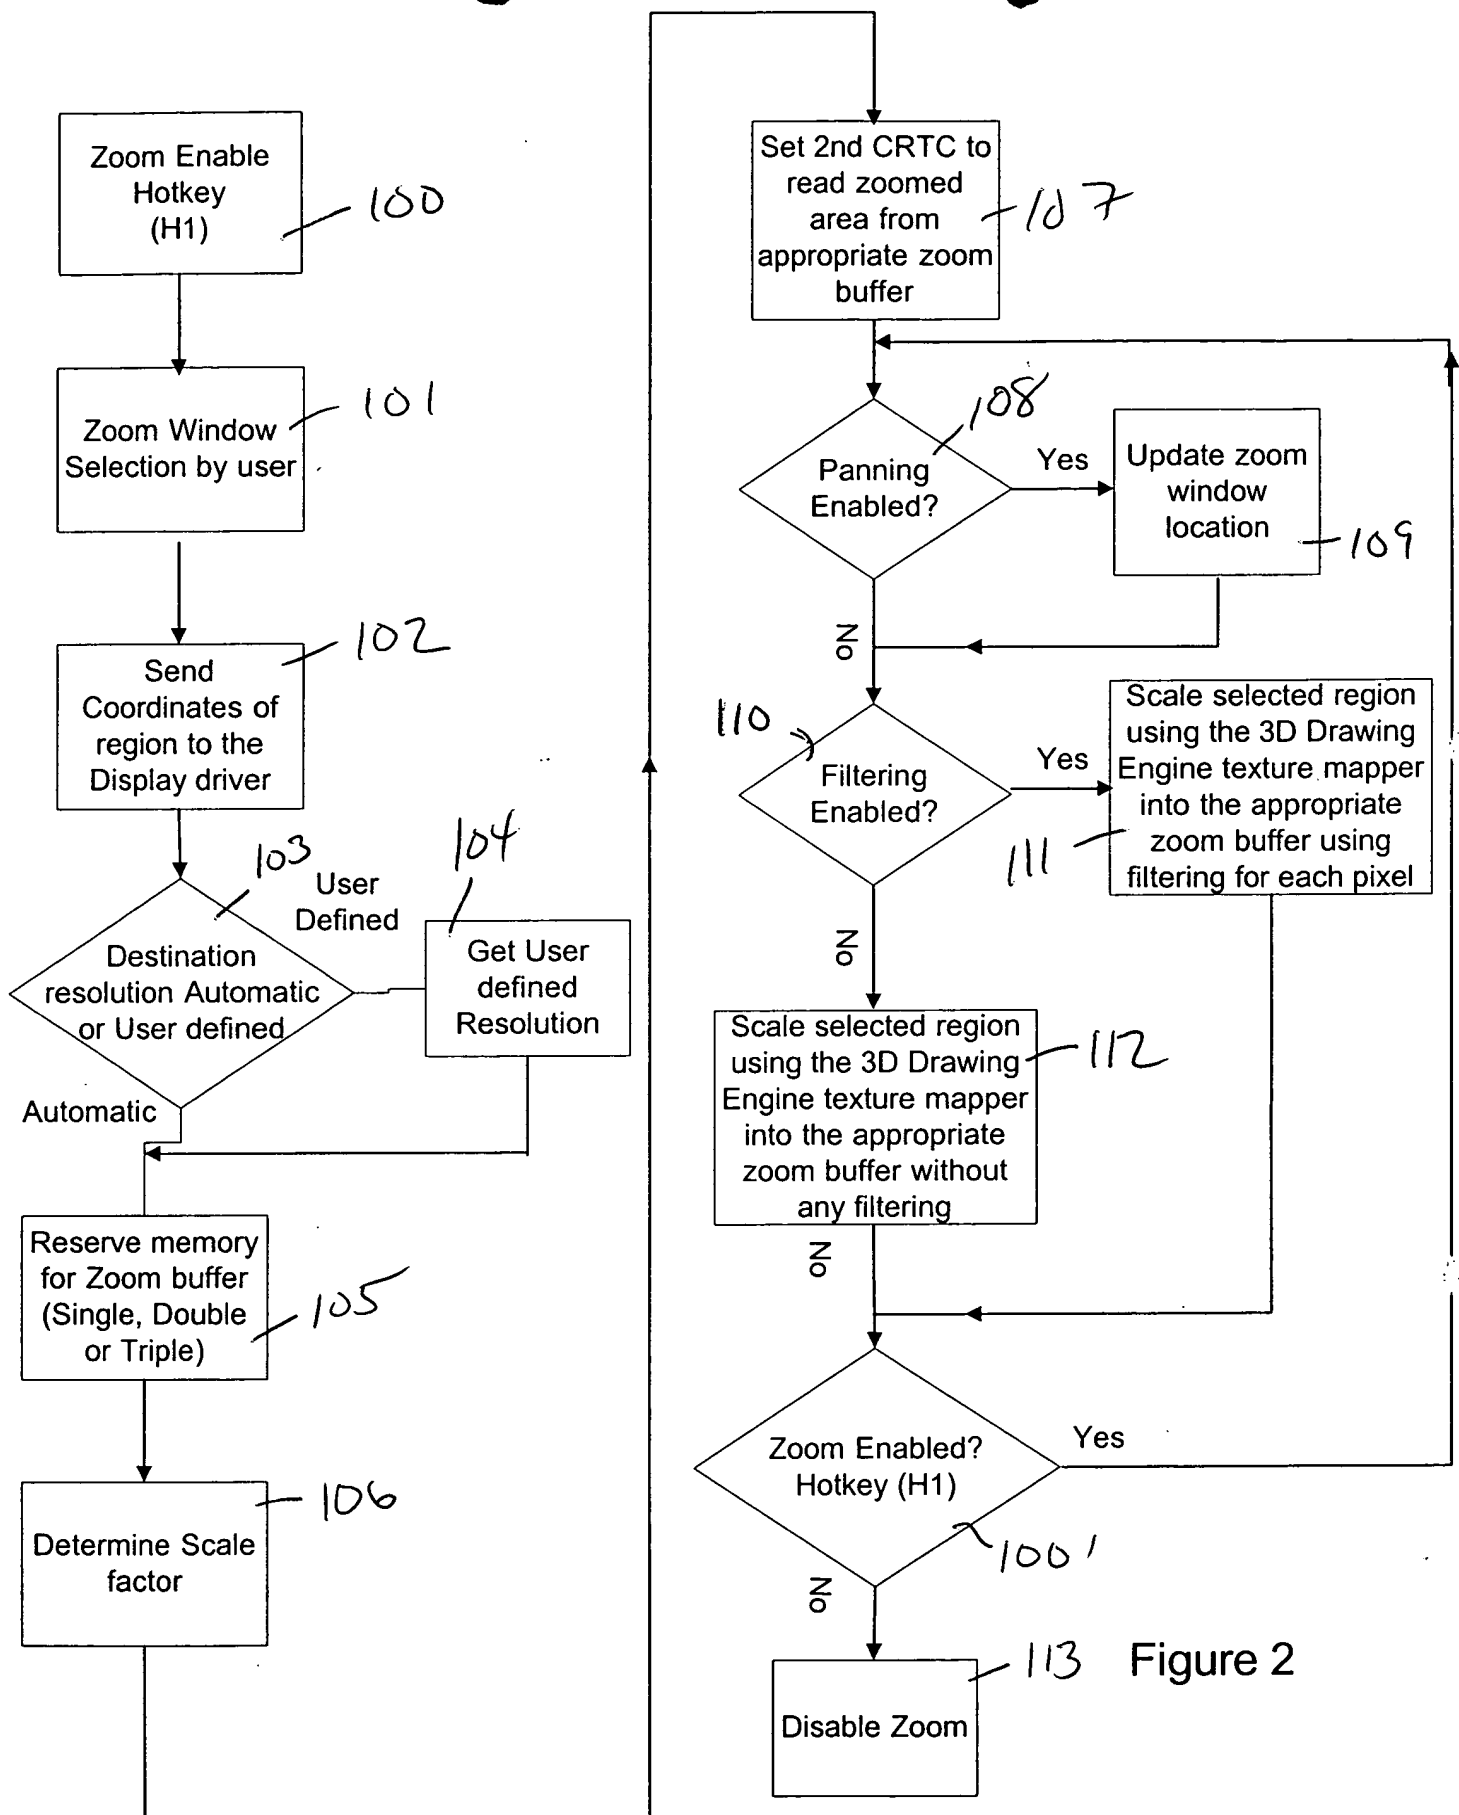 Zoom Enable
Hotkey
(H1)
100
Zoom Window
Selection by user
101
Send
Coordinates of
region to the
Display driver
102
Destination
resolution Automatic
or User defined
103
User
Defined
Get User
defined
Resolution
104
Automatic
Reserve memory
for Zoom buffer
(Single, Double
or Triple)
105
Determine Scale
factor
106
Set 2nd CRTC to
read zoomed
area from
appropriate zoom
buffer
107
Panning
Enabled?
108
Yes
Update zoom
window
location
109
No
Filtering
Enabled?
110
Yes
Scale selected region
using the 3D Drawing
Engine texture mapper
into the appropriate
zoom buffer using
filtering for each pixel
111
No
Scale selected region
using the 3D Drawing
Engine texture mapper
into the appropriate
zoom buffer without
any filtering
112
No
Zoom Enabled?
Hotkey (H1)
100'
Yes
No
Disable Zoom
113
Figure 2